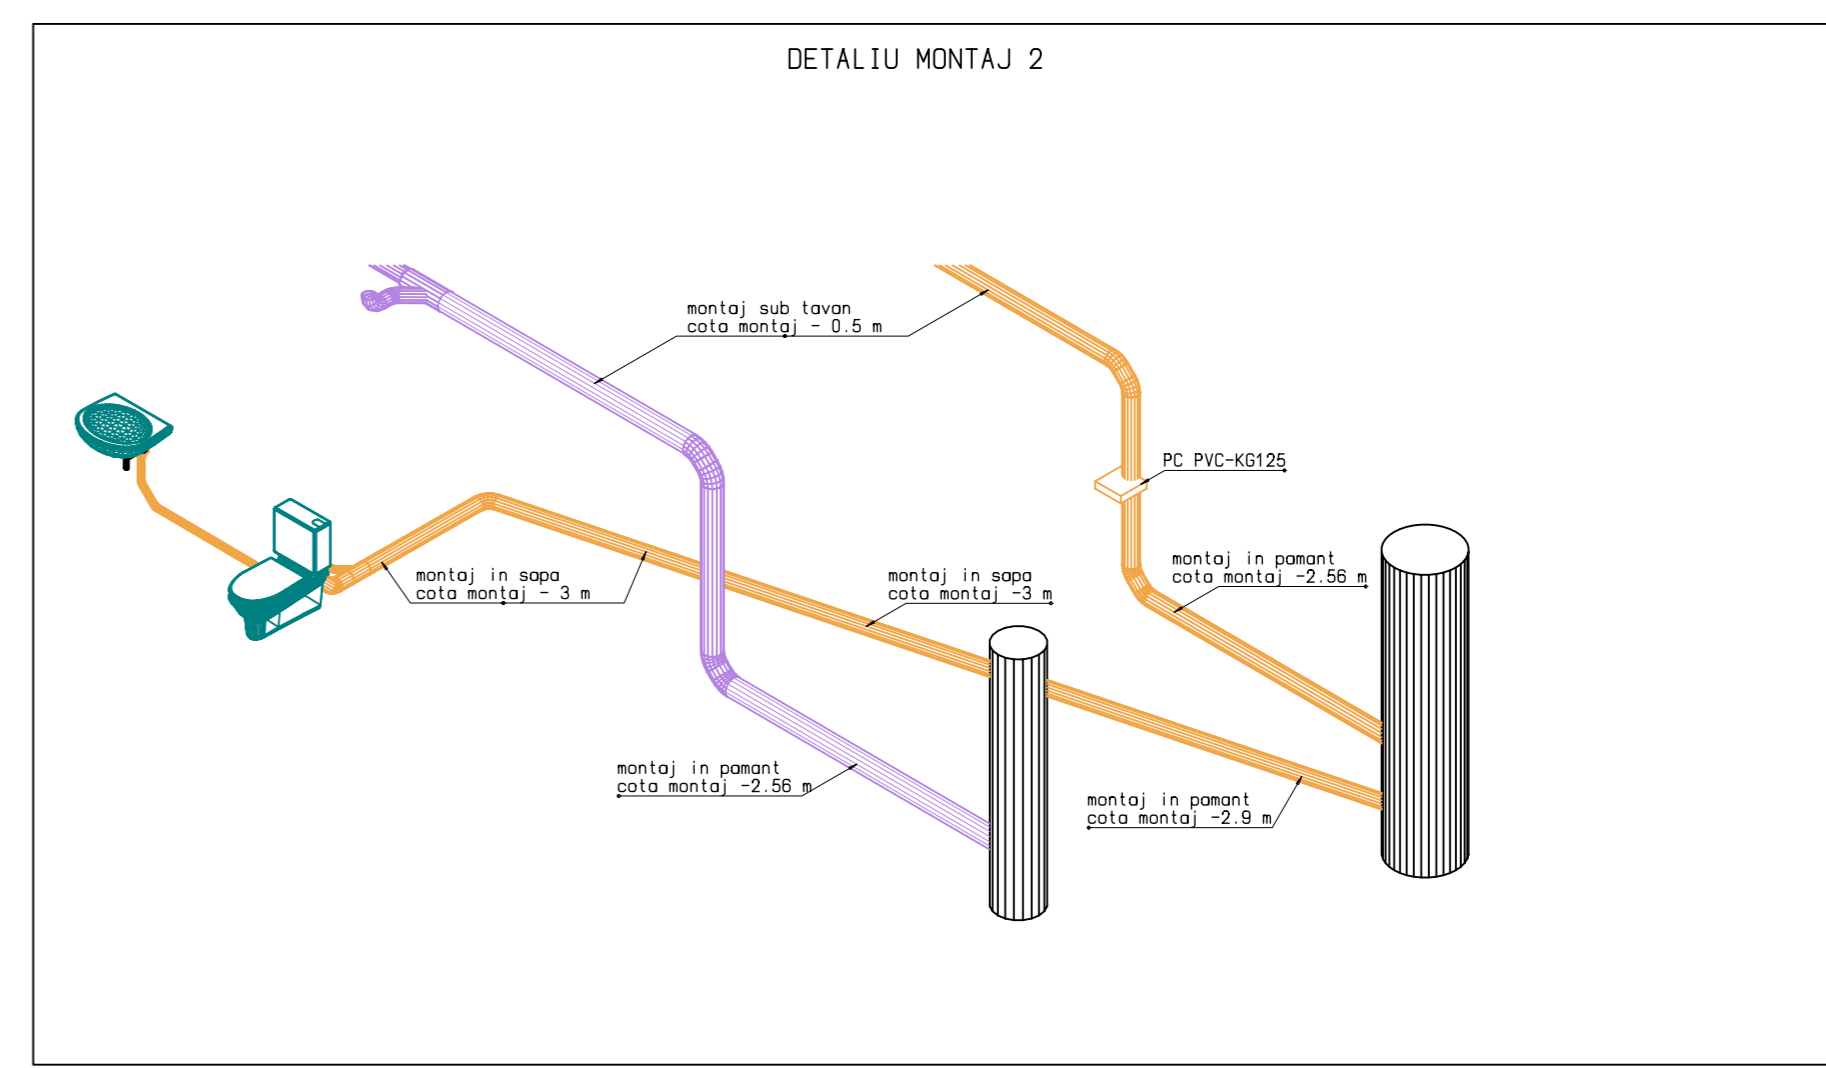 DETALIU MONTAJ 2
montaj sub tavan
cota montaj - 0.5 m
PC PVC-KG125
montaj in pamant
cota montaj -2.56 m
montaj in sapa
cota montaj - 3 m
montaj in sapa
cota montaj -3 m
montaj in pamant
cota montaj -2.56 m
montaj in pamant
cota montaj -2.9 m